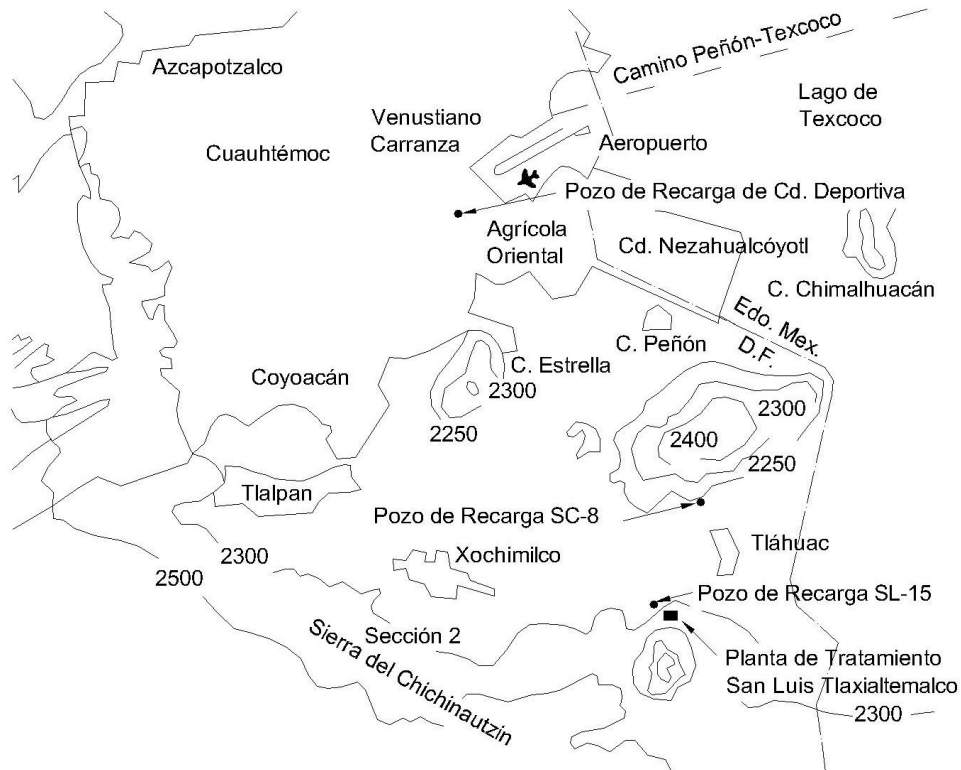 Camino Peñón-Texcoco
Azcapotzalco
Lago de
Texcoco
Venustiano
Carranza
Cuauhtémoc
Aeropuerto
Pozo de Recarga de Cd. Deportiva
Agrícola
Oriental
Cd. Nezahualcóyotl
C. Chimalhuacán
Edo. Mex.
D.F.
C. Peñón
C. Estrella
Coyoacán
2300
2250
2300
2400
2250
Tlalpan
Pozo de Recarga SC-8
Tláhuac
Xochimilco
2300
2500
Pozo de Recarga SL-15
Sección 2
Sierra del Chichinautzin
Planta de Tratamiento
San Luis Tlaxialtemalco
2300